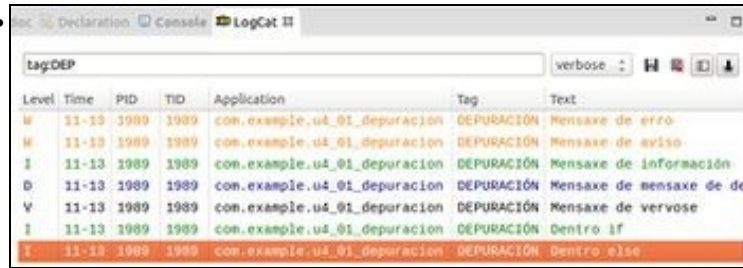 doc Declaration Console LogCat
tag:DEP verbose
Level Time PID TID Application Tag Text
W 11-13 1989 1989 com.example.u4_01_depuracion DEPURACIÓN Mensaxe de erro
W 11-13 1989 1989 com.example.u4_01_depuracion DEPURACIÓN Mensaxe de aviso
I 11-13 1989 1989 com.example.u4_01_depuracion DEPURACIÓN Mensaxe de información
D 11-13 1989 1989 com.example.u4_01_depuracion DEPURACIÓN Mensaxe de mensaxe de de
V 11-13 1989 1989 com.example.u4_01_depuracion DEPURACIÓN Mensaxe de vervose
I 11-13 1989 1989 com.example.u4_01_depuracion DEPURACIÓN Dentro if
I 11-13 1989 1989 com.example.u4_01_depuracion DEPURACIÓN Dentro else